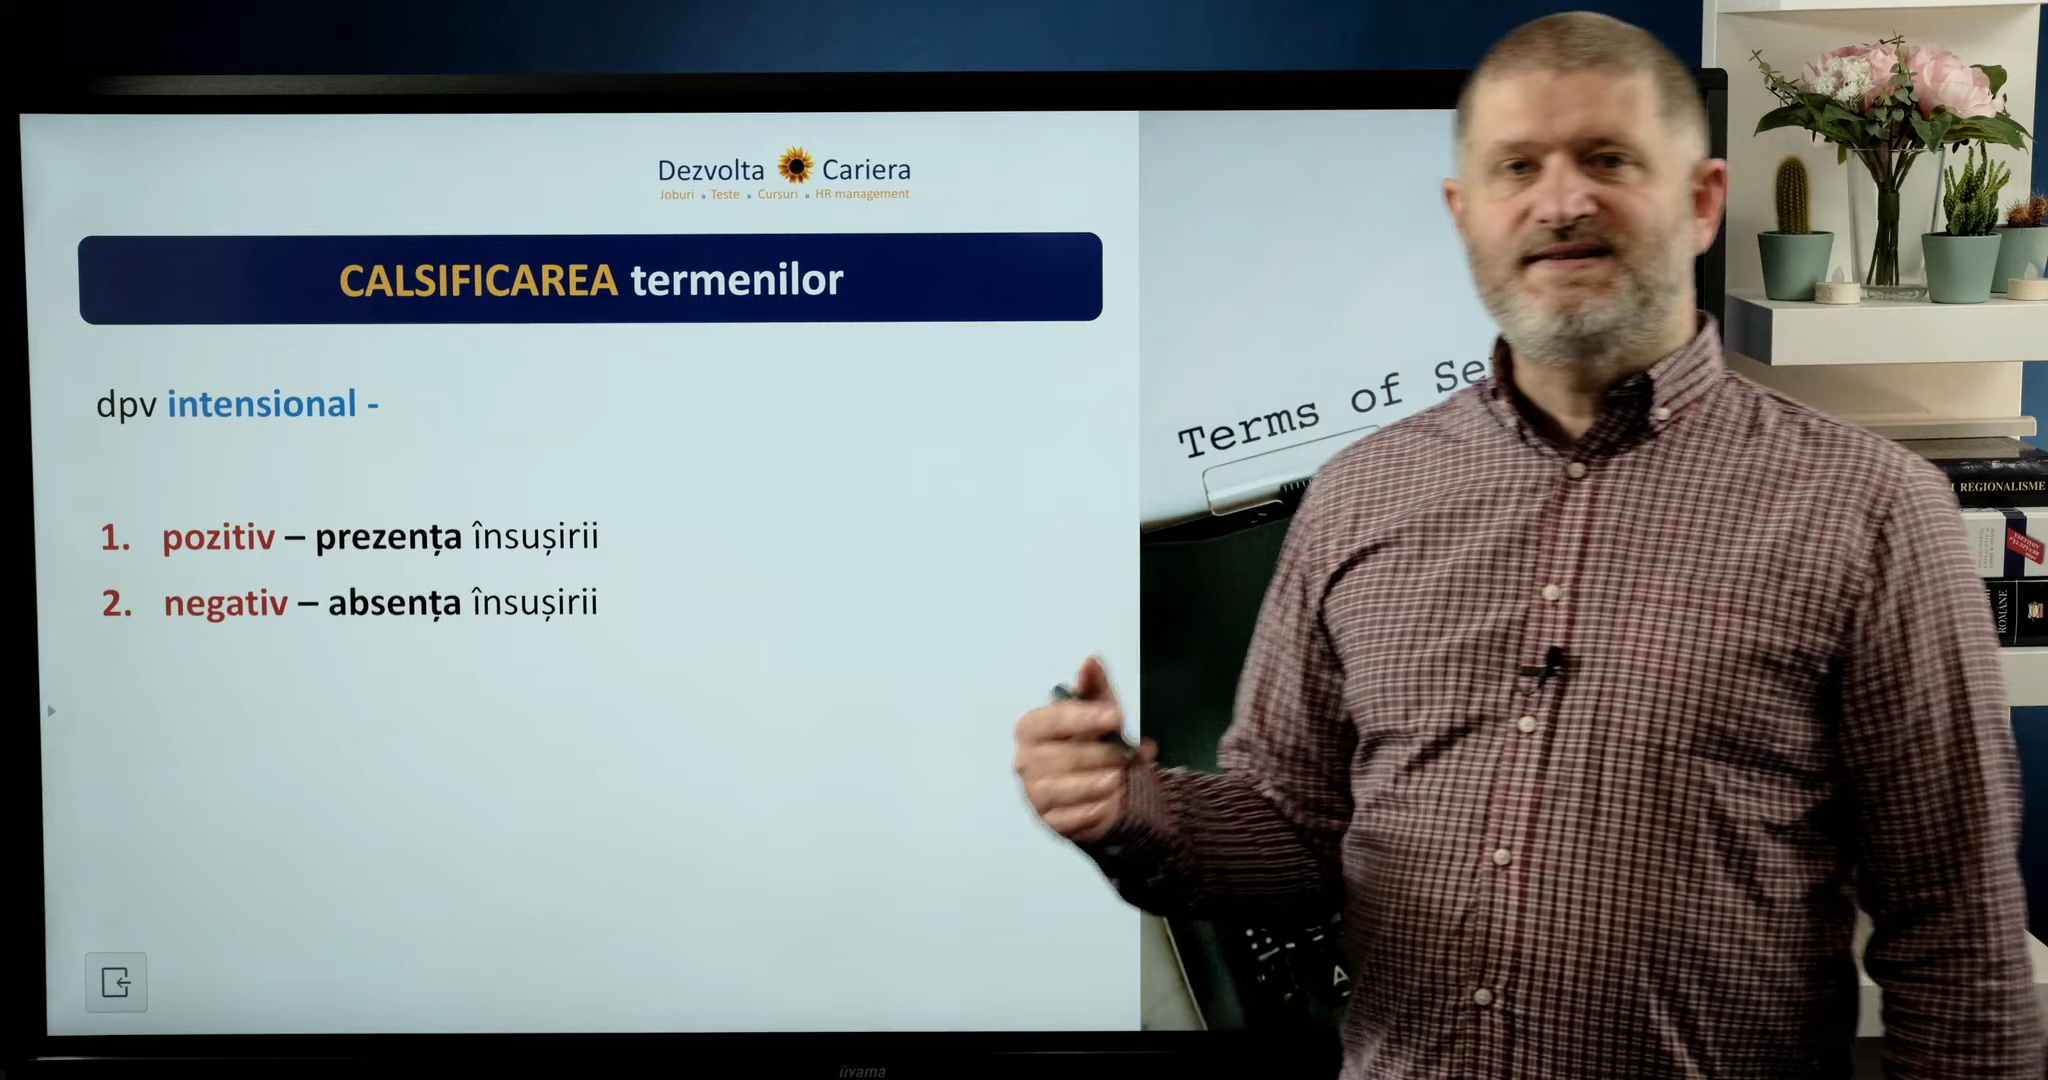 Dezvolta Cariera
Joburi » Teste » Cursuri » HR management
CALSIFICAREA termenilor
dpv intensional -
1. pozitiv – prezența însușirii
2. negativ – absența însușirii
Terms of Se
REGIONALISME
ROMÂNE
A
iiyama